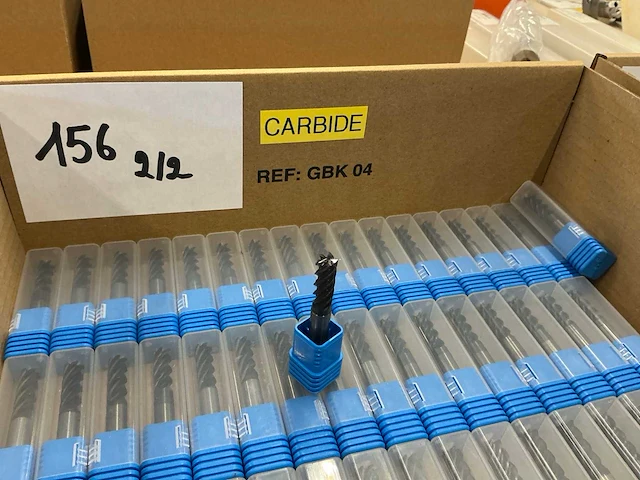 156 2/2
CARBIDE
REF: GBK 04